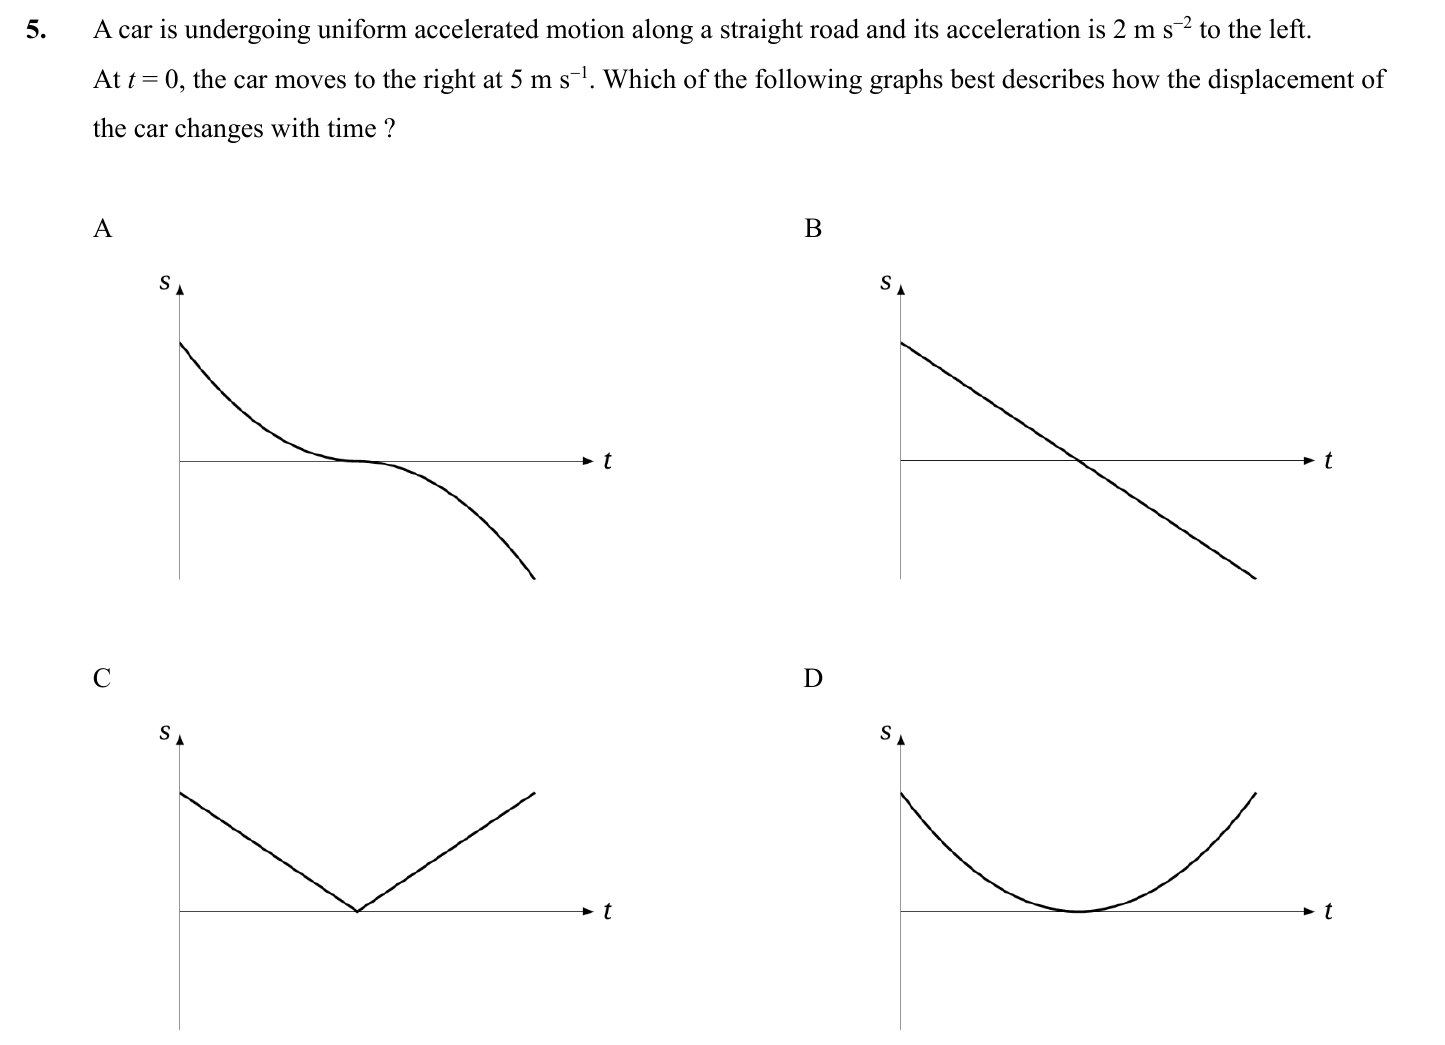 5. A car is undergoing uniform accelerated motion along a straight road and its acceleration is 2 m s⁻² to the left.
At t = 0, the car moves to the right at 5 m s⁻¹. Which of the following graphs best describes how the displacement of
the car changes with time ?
A B
s s
t t
C D
s s
t t